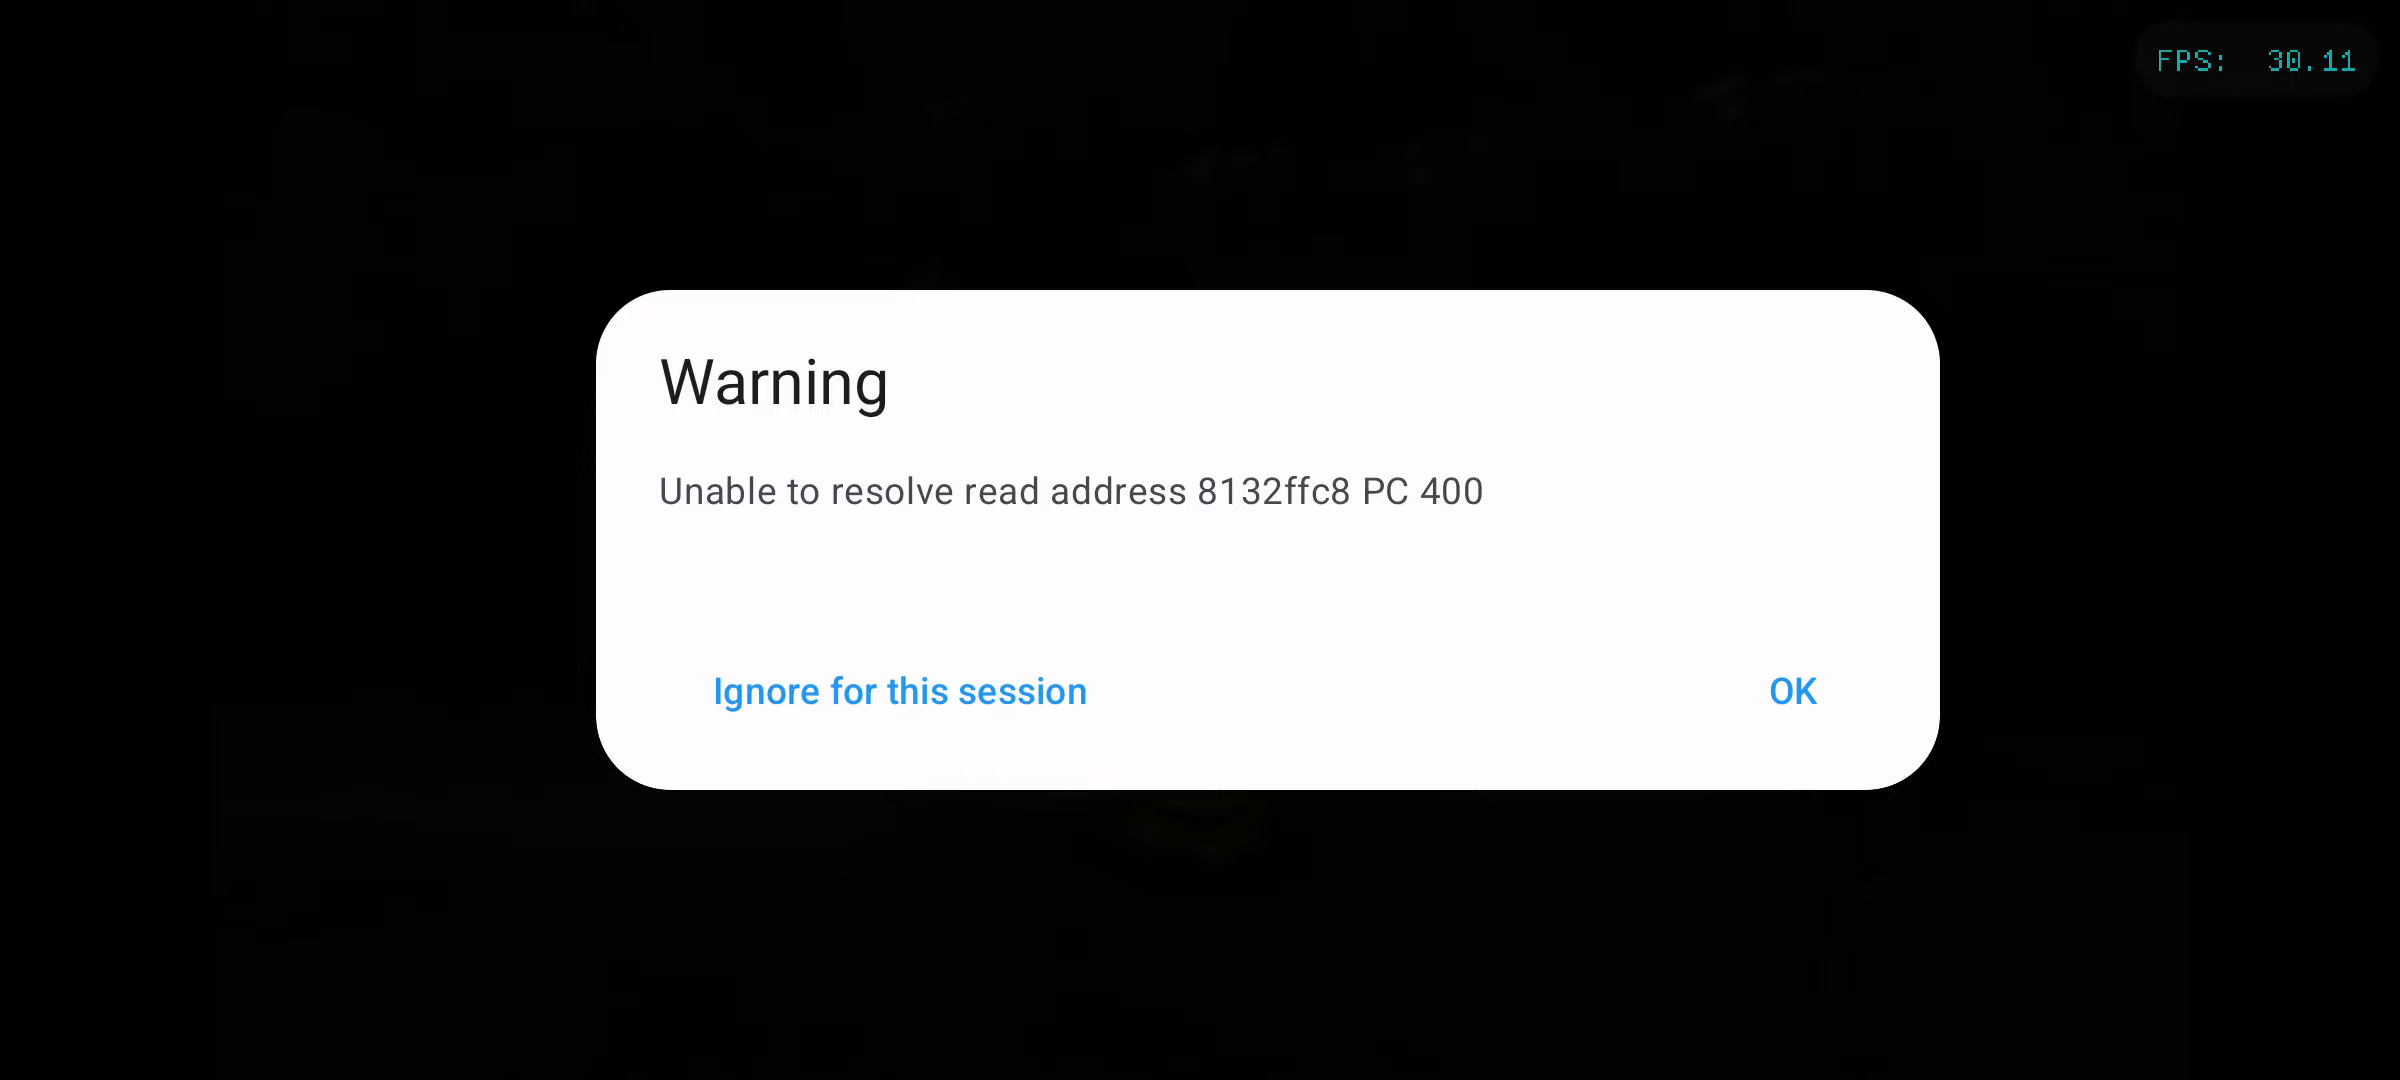 FPS: 30.11
Warning
Unable to resolve read address 8132ffc8 PC 400
Ignore for this session OK